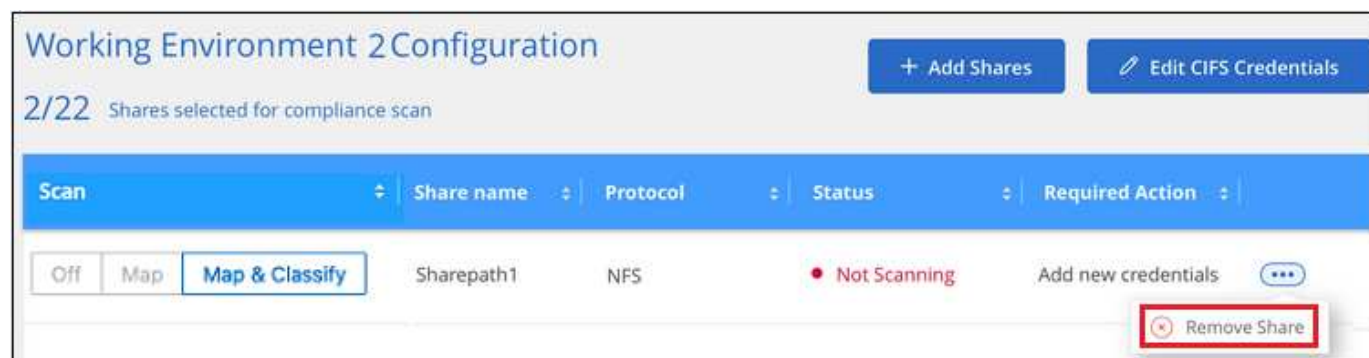 Working Environment 2 Configuration
+ Add Shares
Edit CIFS Credentials
2/22 Shares selected for compliance scan
Scan Share name Protocol Status Required Action
Off Map Map & Classify Sharepath1 NFS Not Scanning Add new credentials
Remove Share